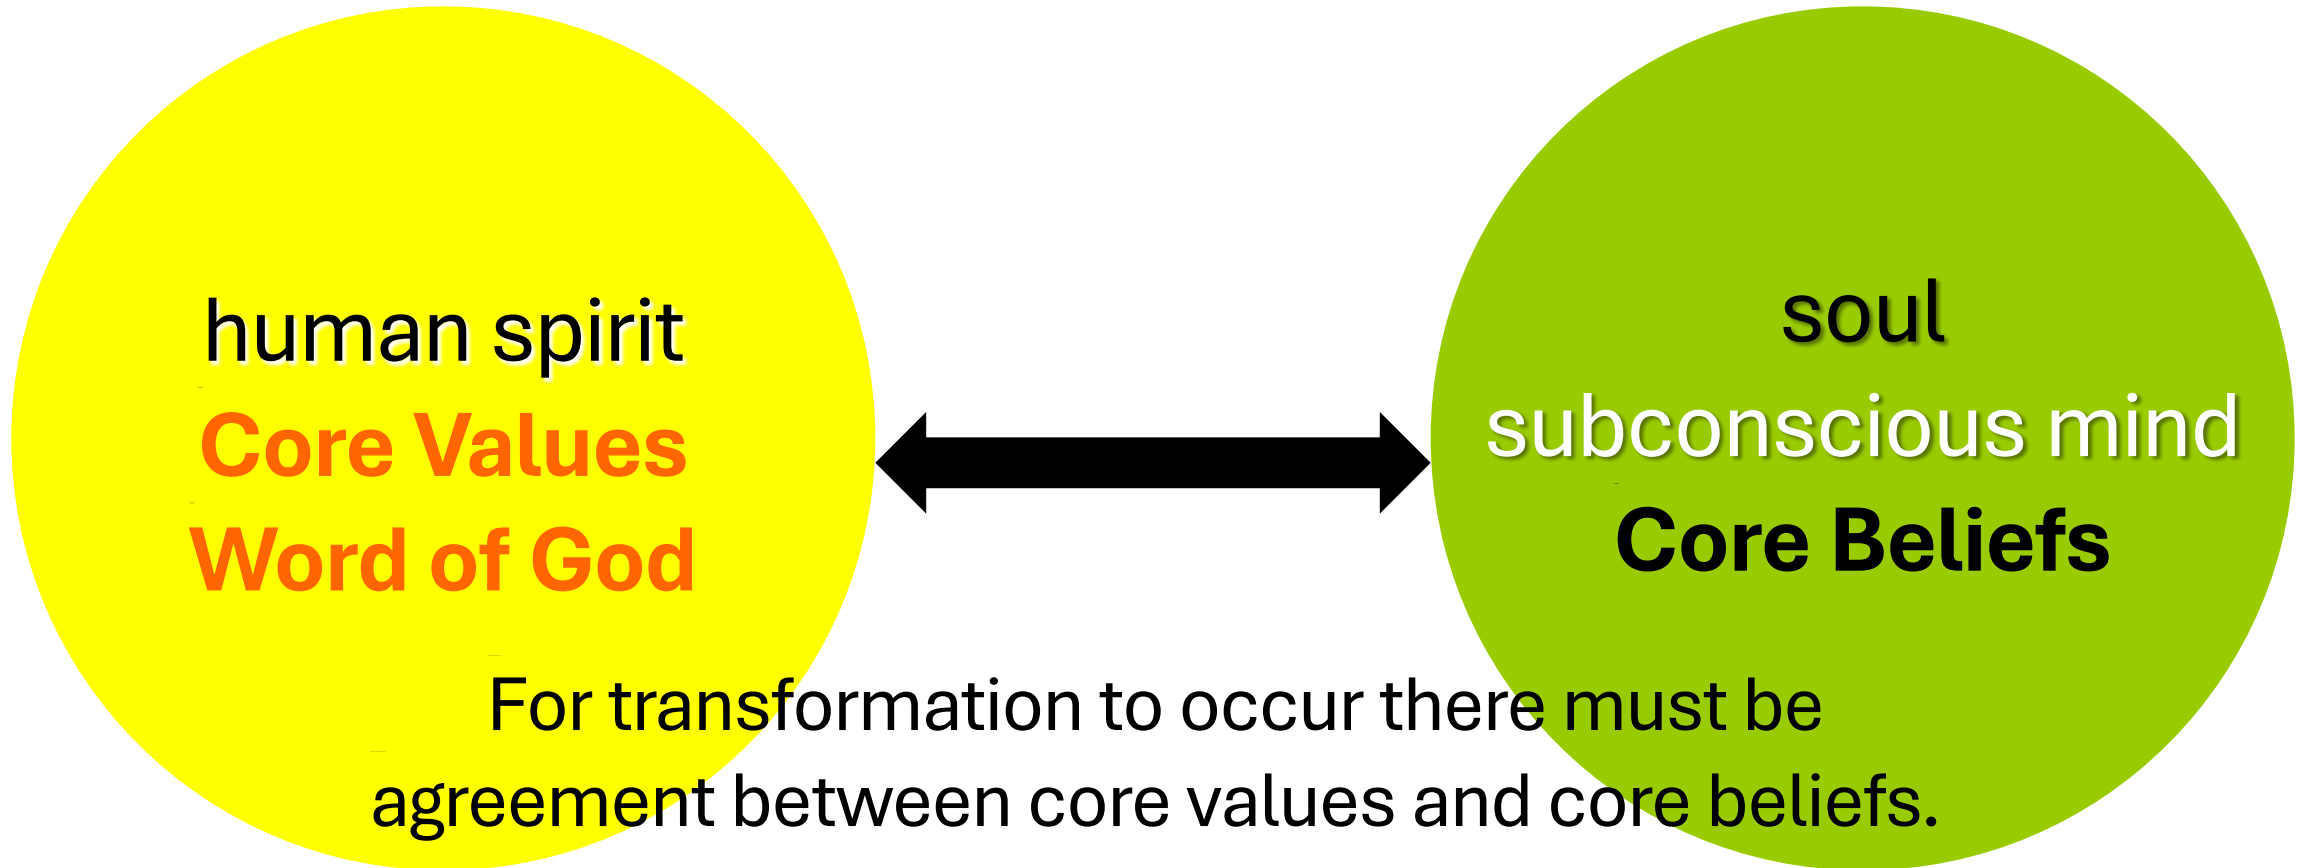 human spirit
Core Values
Word of God
soul
subconscious mind
Core Beliefs
For transformation to occur there must be
agreement between core values and core beliefs.